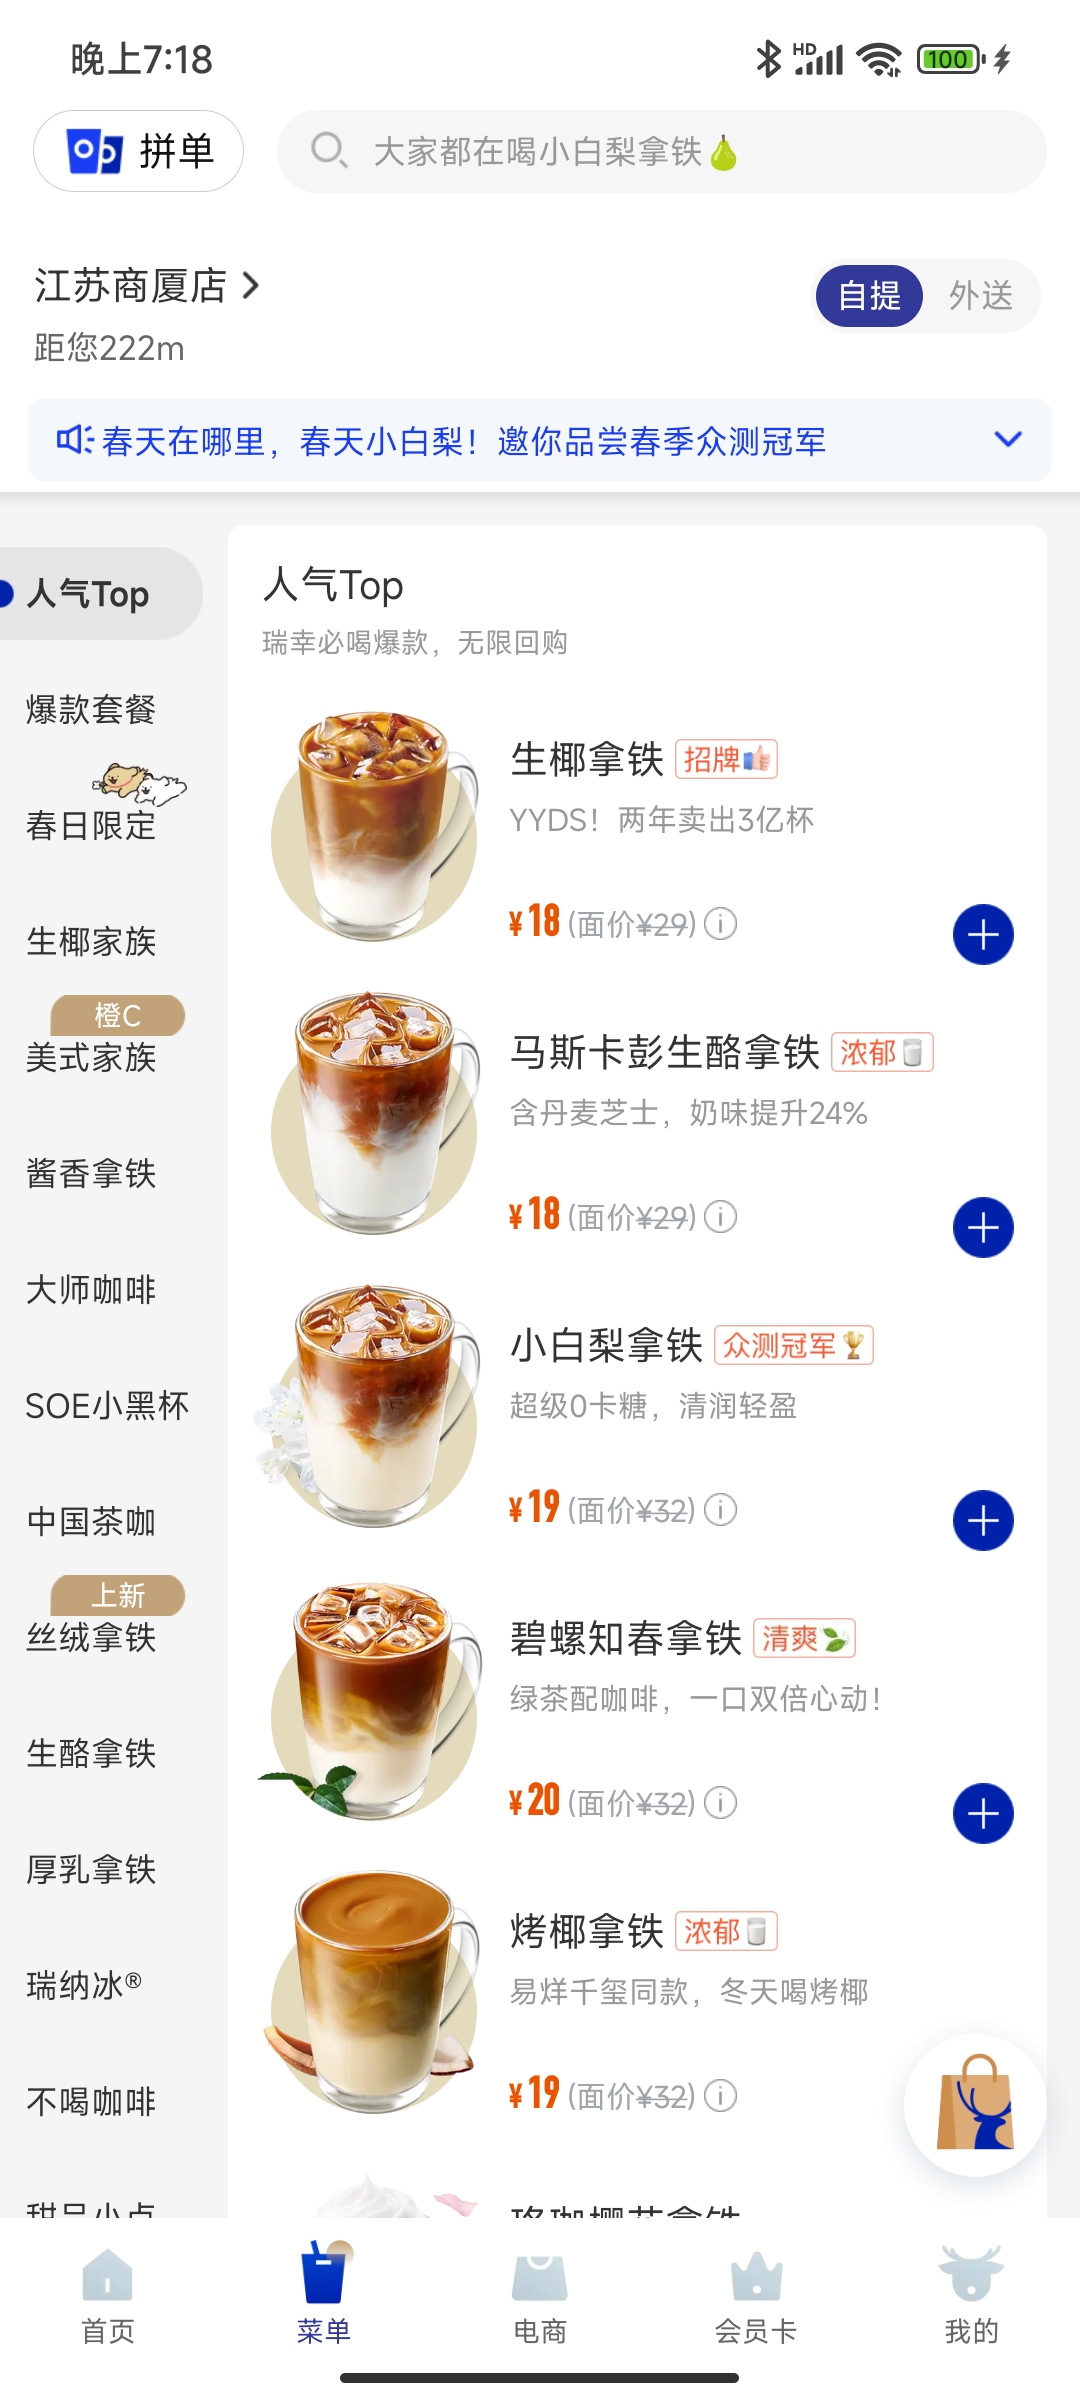 晚上7:18
HD
100
拼单
大家都在喝小白梨拿铁🍐
江苏商厦店
自提
外送
距您222m
春天在哪里，春天小白梨！邀你品尝春季众测冠军
人气Top
爆款套餐
春日限定
生椰家族
橙C
美式家族
酱香拿铁
大师咖啡
SOE小黑杯
中国茶咖
上新
丝绒拿铁
生酪拿铁
厚乳拿铁
瑞纳冰®
不喝咖啡
甜品小点
人气Top
瑞幸必喝爆款，无限回购
生椰拿铁 招牌👍
YYDS！两年卖出3亿杯
¥18 (面价¥29)
马斯卡彭生酪拿铁 浓郁🥛
含丹麦芝士，奶味提升24%
¥18 (面价¥29)
小白梨拿铁 众测冠军🏆
超级0卡糖，清润轻盈
¥19 (面价¥32)
碧螺知春拿铁 清爽🍃
绿茶配咖啡，一口双倍心动！
¥20 (面价¥32)
烤椰拿铁 浓郁🥛
易烊千玺同款，冬天喝烤椰
¥19 (面价¥32)
首页
菜单
电商
会员卡
我的